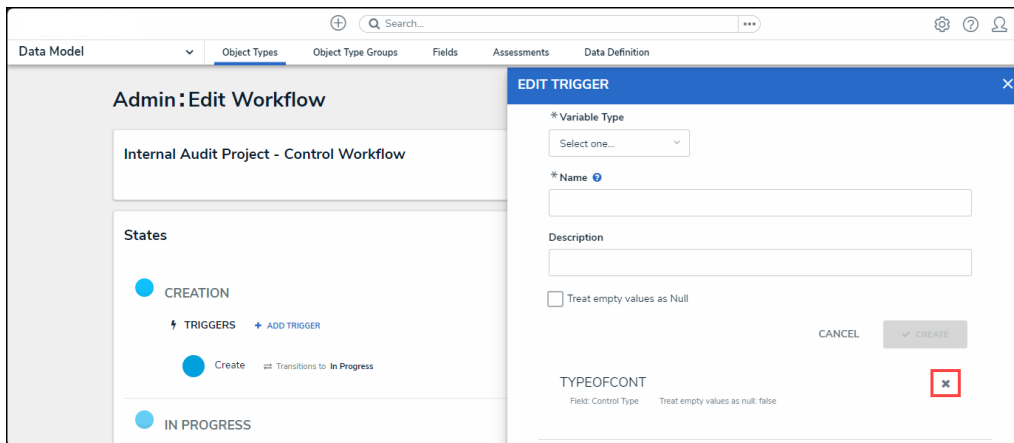 Search...
Data Model
Object Types Object Type Groups Fields Assessments Data Definition
Admin:Edit Workflow
Internal Audit Project - Control Workflow
States
CREATION
TRIGGERS + ADD TRIGGER
Create Transitions to In Progress
IN PROGRESS
EDIT TRIGGER
* Variable Type
Select one...
* Name
Description
Treat empty values as Null
CANCEL CREATE
TYPEOFCONT
Field: Control Type Treat empty values as null: false